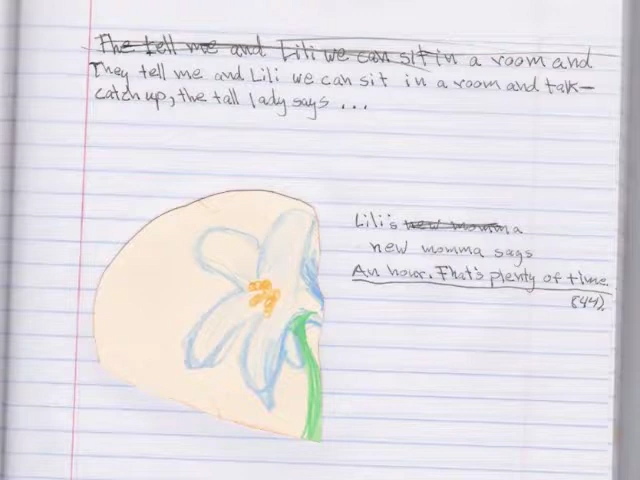 The tell me and Lili we can sit in a room and
They tell me and Lili we can sit in a room and talk—
catch up, the tall lady says ...
Lili's new momma
new momma says
An hour. That's plenty of time.
(44).